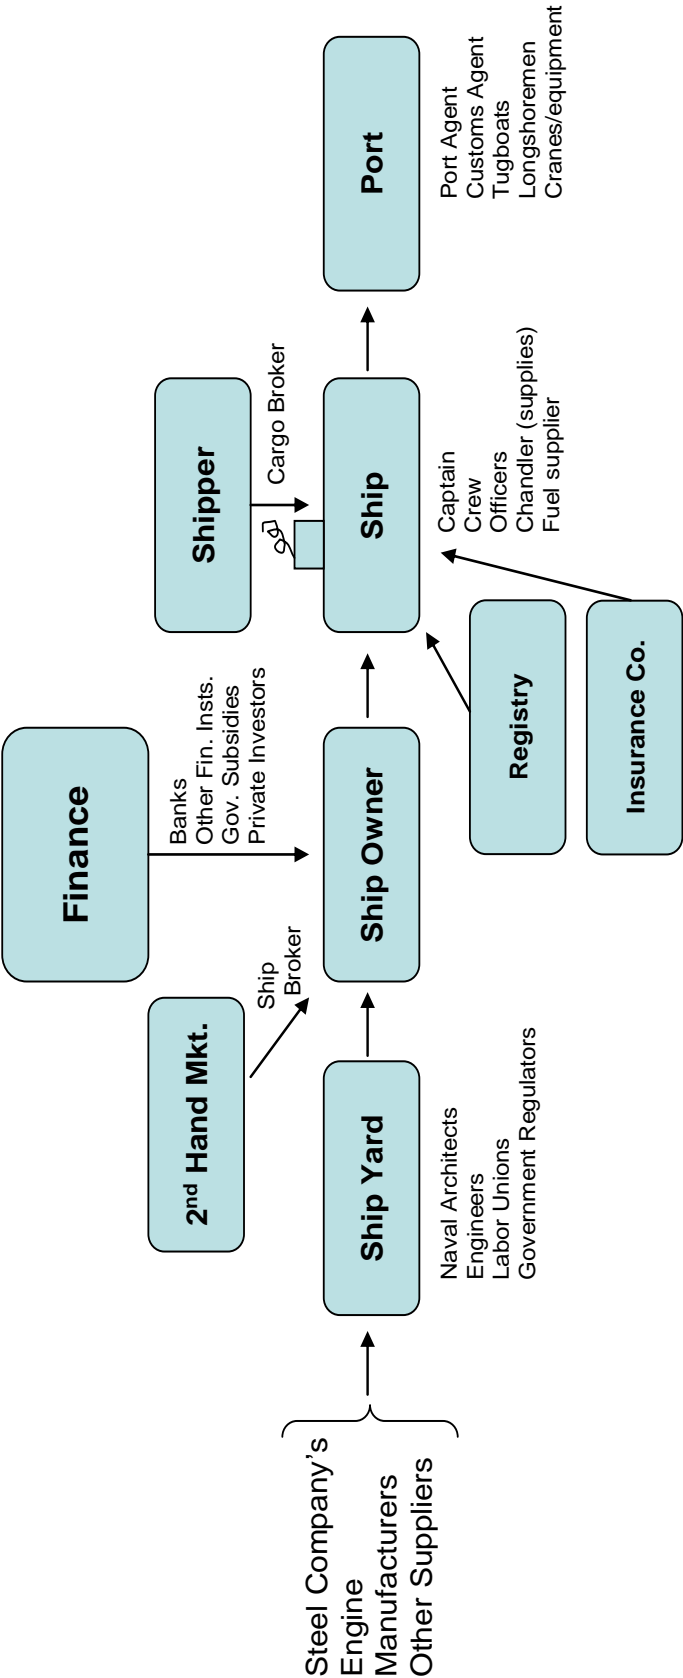 Finance
Banks
Other Fin. Insts.
Gov. Subsidies
Private Investors
2nd Hand Mkt.
Ship
Broker
Shipper
Cargo Broker
Steel Company’s
Engine
Manufacturers
Other Suppliers
Ship Yard
Ship Owner
Ship
Port
Naval Architects
Engineers
Labor Unions
Government Regulators
Captain
Crew
Officers
Chandler (supplies)
Fuel supplier
Port Agent
Customs Agent
Tugboats
Longshoremen
Cranes/equipment
Registry
Insurance Co.